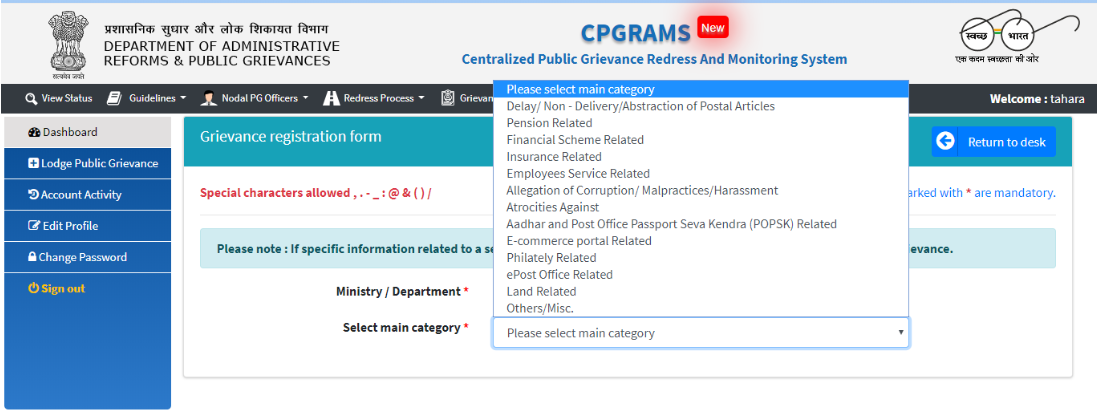 प्रशासनिक सुधार और लोक शिकायत विभाग
DEPARTMENT OF ADMINISTRATIVE
REFORMS & PUBLIC GRIEVANCES
सत्यमेव जयते
CPGRAMS New
Centralized Public Grievance Redress And Monitoring System
स्वच्छ भारत
एक कदम स्वच्छता की ओर
View Status Guidelines Nodal PG Officers Redress Process Grievan
Welcome : tahara
Dashboard
Lodge Public Grievance
Account Activity
Edit Profile
Change Password
Sign out
Grievance registration form
Return to desk
Special characters allowed , . - _ : @ & ( ) /
arked with * are mandatory.
Please note : If specific information related to a se
evance.
Ministry / Department *
Select main category *
Please select main category
Delay/ Non - Delivery/Abstraction of Postal Articles
Pension Related
Financial Scheme Related
Insurance Related
Employees Service Related
Allegation of Corruption/ Malpractices/Harassment
Atrocities Against
Aadhar and Post Office Passport Seva Kendra (POPSK) Related
E-commerce portal Related
Philately Related
ePost Office Related
Land Related
Others/Misc.
Please select main category